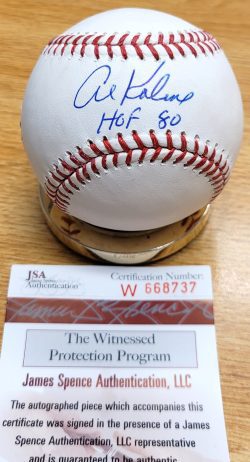 Al Kaline
HOF 80
JSA
Authentication
Certification Number:
W 668737
The Witnessed
Protection Program
James Spence Authentication, LLC
The autographed piece which accompanies this
certificate was signed in the presence of a James
Spence Authentication, LLC representative
and is guaranteed to be authentic